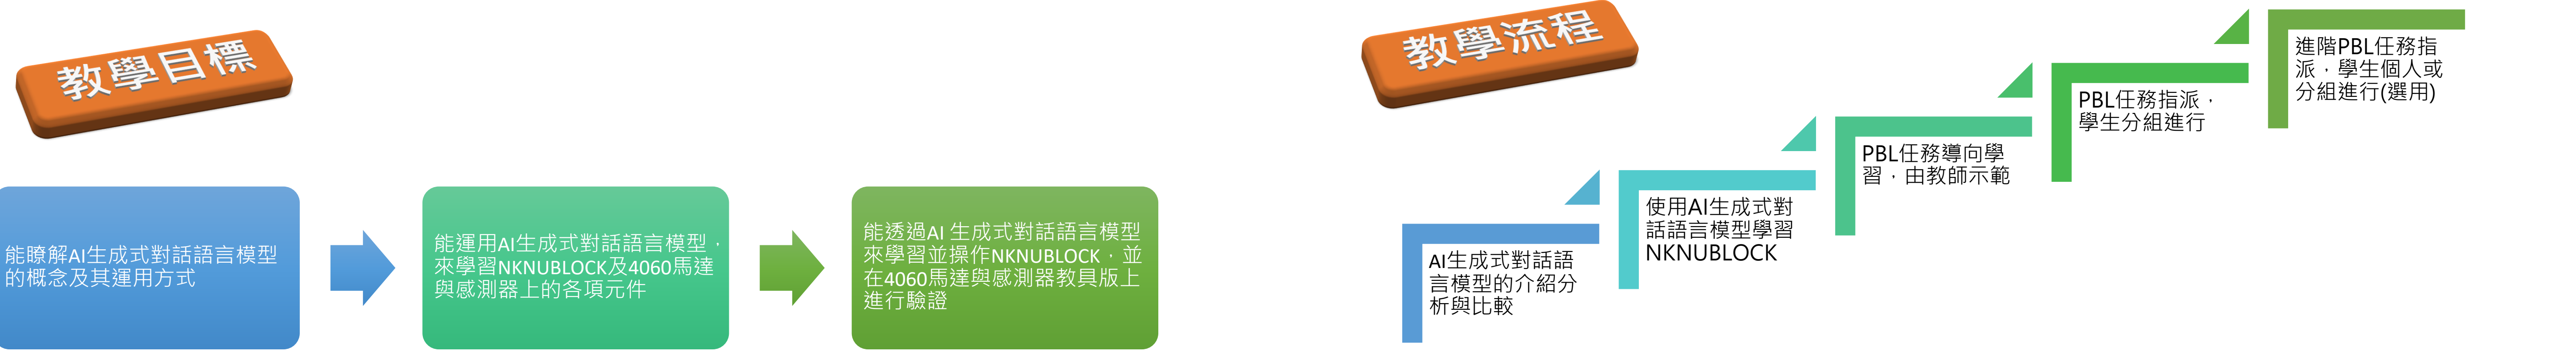 教學目標
能瞭解AI生成式對話語言模型
的概念及其運用方式
能運用AI生成式對話語言模型，
來學習NKNUBLOCK及4060馬達
與感測器上的各項元件
能透過AI 生成式對話語言模型
來學習並操作NKNUBLOCK，並
在4060馬達與感測器教具版上
進行驗證
教學流程
AI生成式對話語
言模型的介紹分
析與比較
使用AI生成式對
話語言模型學習
NKNUBLOCK
PBL任務導向學
習，由教師示範
PBL任務指派，
學生分組進行
進階PBL任務指
派，學生個人或
分組進行(選用)